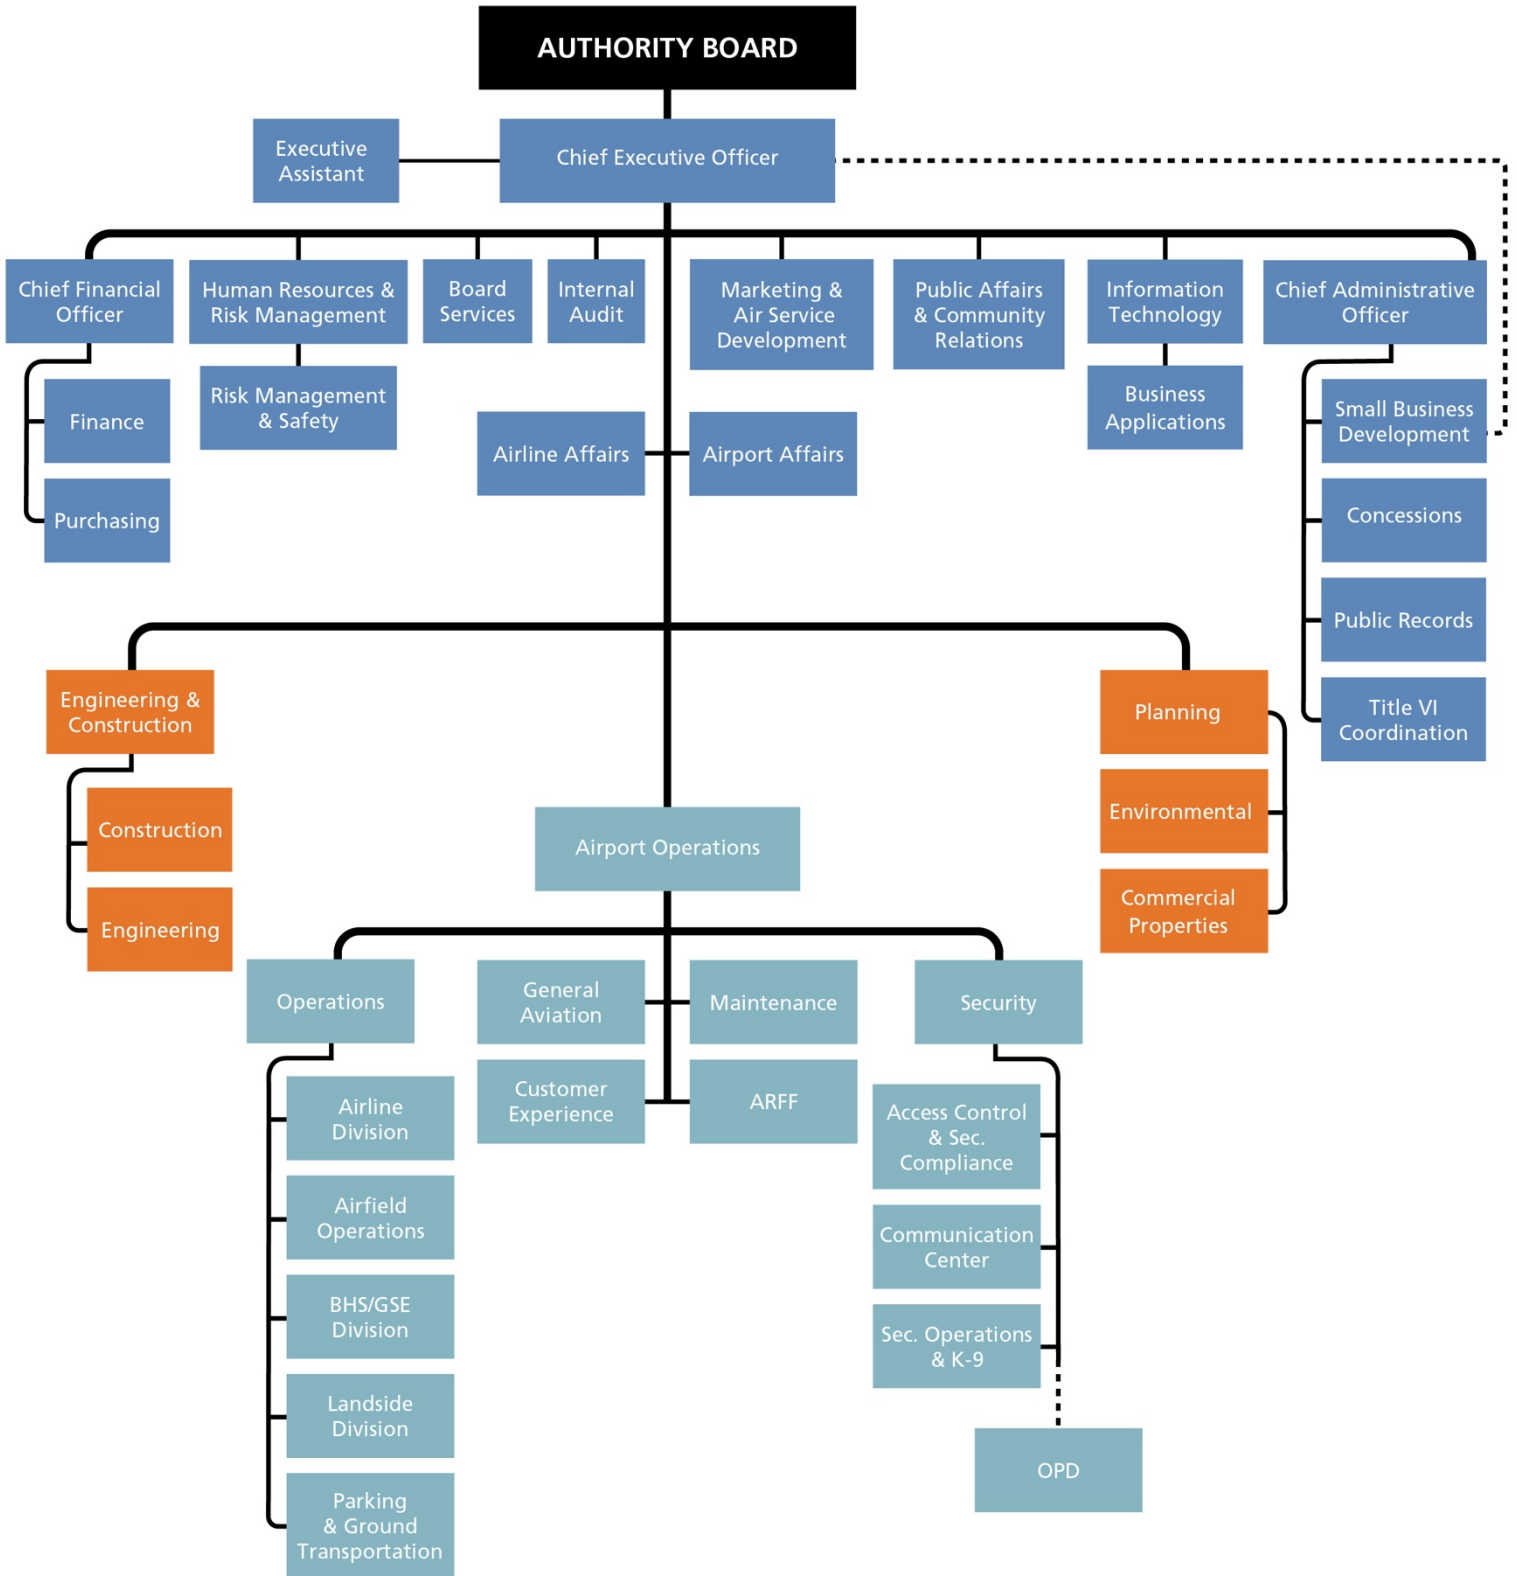 AUTHORITY BOARD
Executive
Assistant
Chief Executive Officer
Chief Financial
Officer
Human Resources &
Risk Management
Board
Services
Internal
Audit
Marketing &
Air Service
Development
Public Affairs
& Community
Relations
Information
Technology
Chief Administrative
Officer
Finance
Purchasing
Risk Management
& Safety
Airline Affairs
Airport Affairs
Business
Applications
Small Business
Development
Concessions
Public Records
Title VI
Coordination
Engineering &
Construction
Construction
Engineering
Planning
Environmental
Commercial
Properties
Airport Operations
Operations
General
Aviation
Maintenance
Security
Customer
Experience
ARFF
Airline
Division
Airfield
Operations
BHS/GSE
Division
Landside
Division
Parking
& Ground
Transportation
Access Control
& Sec.
Compliance
Communication
Center
Sec. Operations
& K-9
OPD